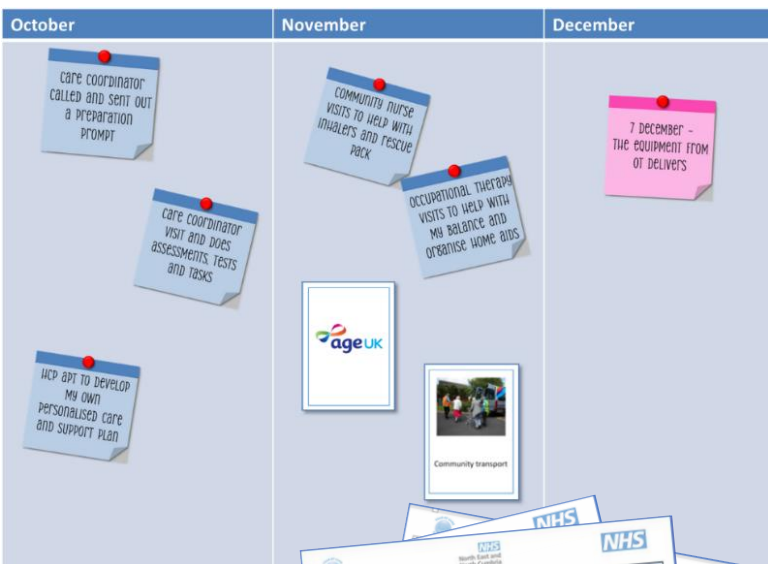 October
November
December
CARE COORDINATOR
CALLED AND SENT OUT
A PREPARATION
PROMPT
CARE COORDINATOR
VISIT AND DOES
ASSESSMENTS, TESTS
AND TASKS
HCP APT TO DEVELOP
MY OWN
PERSONALISED CARE
AND SUPPORT PLAN
COMMUNITY NURSE
VISITS TO HELP WITH
INHALERS AND RESCUE
PACK
OCCUPATIONAL THERAPY
VISITS TO HELP WITH
MY BALANCE AND
ORGANISE HOME AIDS
age UK
Community transport
NHS
NHS
North East and
NHS
7 DECEMBER –
THE EQUIPMENT FROM
OT DELIVERS